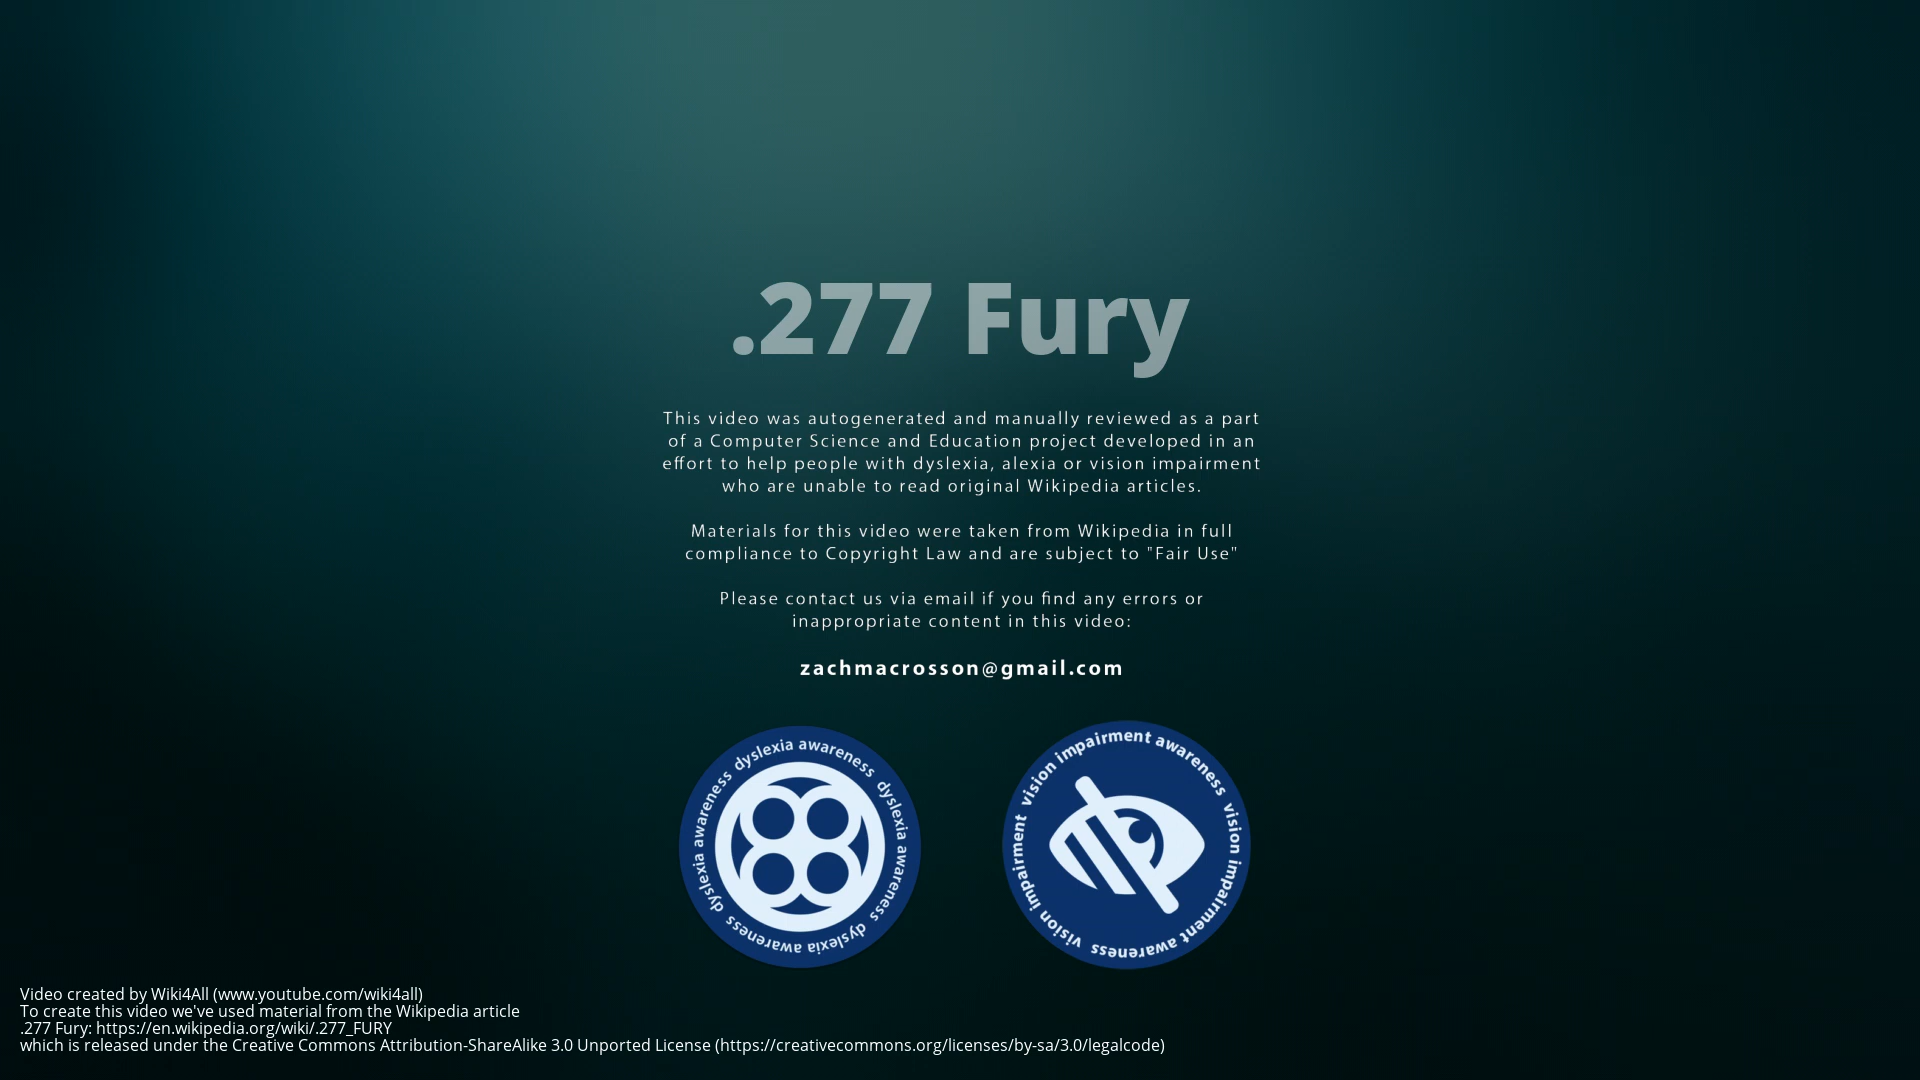 .277 Fury
This video was autogenerated and manually reviewed as a part
of a Computer Science and Education project developed in an
effort to help people with dyslexia, alexia or vision impairment
who are unable to read original Wikipedia articles.
Materials for this video were taken from Wikipedia in full
compliance to Copyright Law and are subject to "Fair Use"
Please contact us via email if you find any errors or
inappropriate content in this video:
zachmacrosson@gmail.com
dyslexia awareness dyslexia awareness dyslexia awareness dyslexia awareness
vision impairment awareness vision impairment awareness vision impairment
Video created by Wiki4All (www.youtube.com/wiki4all)
To create this video we've used material from the Wikipedia article
.277 Fury: https://en.wikipedia.org/wiki/.277_FURY
which is released under the Creative Commons Attribution-ShareAlike 3.0 Unported License (https://creativecommons.org/licenses/by-sa/3.0/legalcode)